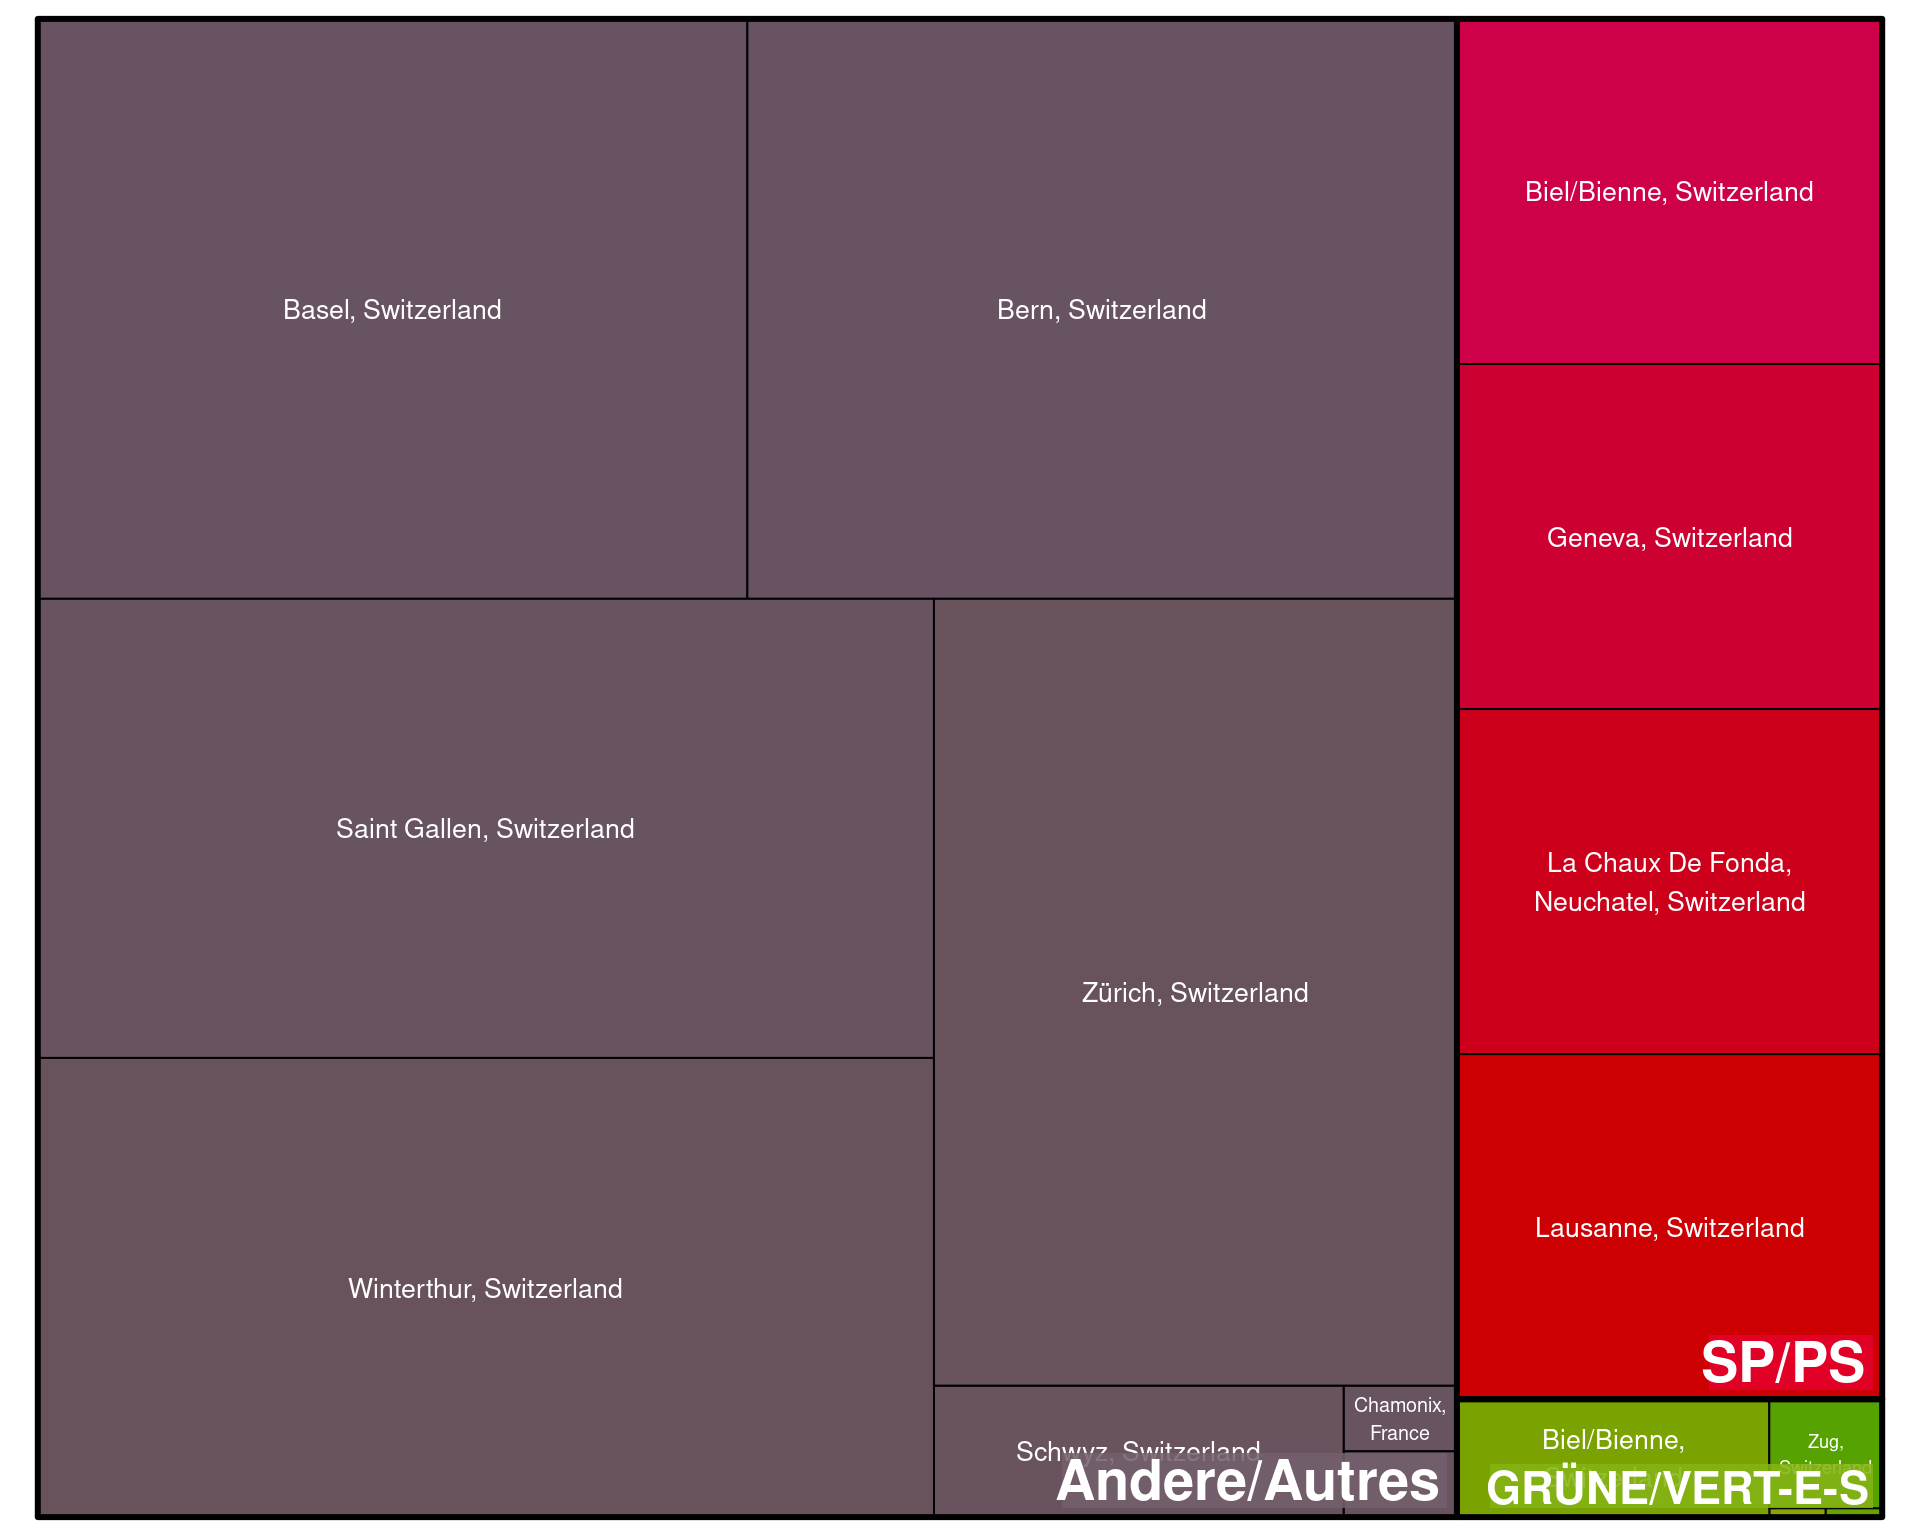 Basel, Switzerland
Bern, Switzerland
Biel/Bienne, Switzerland
Geneva, Switzerland
Saint Gallen, Switzerland
La Chaux De Fonda,
Neuchatel, Switzerland
Zürich, Switzerland
Lausanne, Switzerland
Winterthur, Switzerland
SP/PS
Chamonix,
France
Schwyz, Switzerland
Andere/Autres
Biel/Bienne,
Zug,
Switzerland
GRÜNE/VERT-E-S